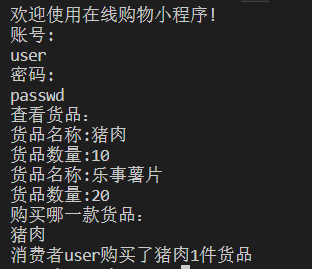 欢迎使用在线购物小程序!
账号:
user
密码:
passwd
查看货品:
货品名称:猪肉
货品数量:10
货品名称:乐事薯片
货品数量:20
购买哪一款货品:
猪肉
消费者user购买了猪肉1件货品